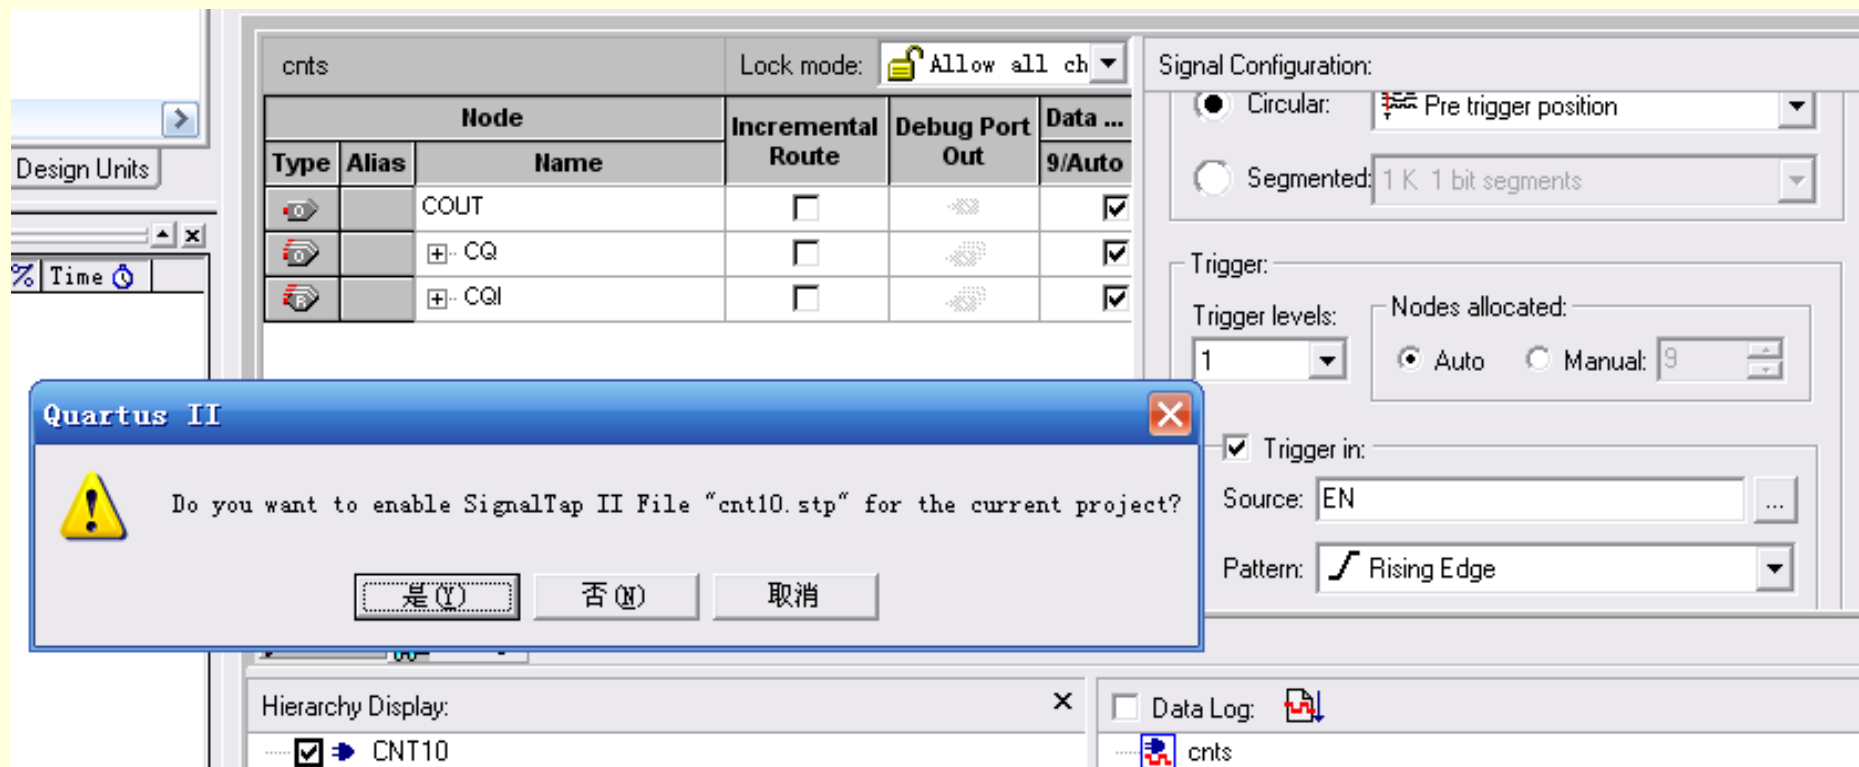 cnts
Lock mode:
Allow all ch
Signal Configuration:
Node
Incremental Route
Debug Port Out
Data ...
Type
Alias
Name
9/Auto
COUT
CQ
CQI
Circular:
Pre trigger position
Segmented:
1 K 1 bit segments
Design Units
%
Time
Trigger:
Trigger levels:
1
Nodes allocated:
Auto
Manual:
9
Quartus II
Do you want to enable SignalTap II File "cnt10.stp" for the current project?
是(Y)
否(N)
取消
Trigger in:
Source:
EN
...
Pattern:
Rising Edge
Hierarchy Display:
CNT10
Data Log:
cnts